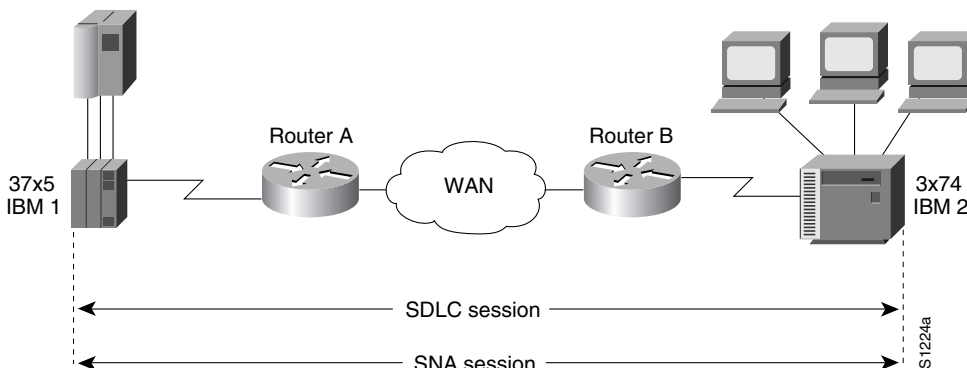 Router A
Router B
WAN
37x5
IBM 1
3x74
IBM 2
SDLC session
SNA session
S1224a